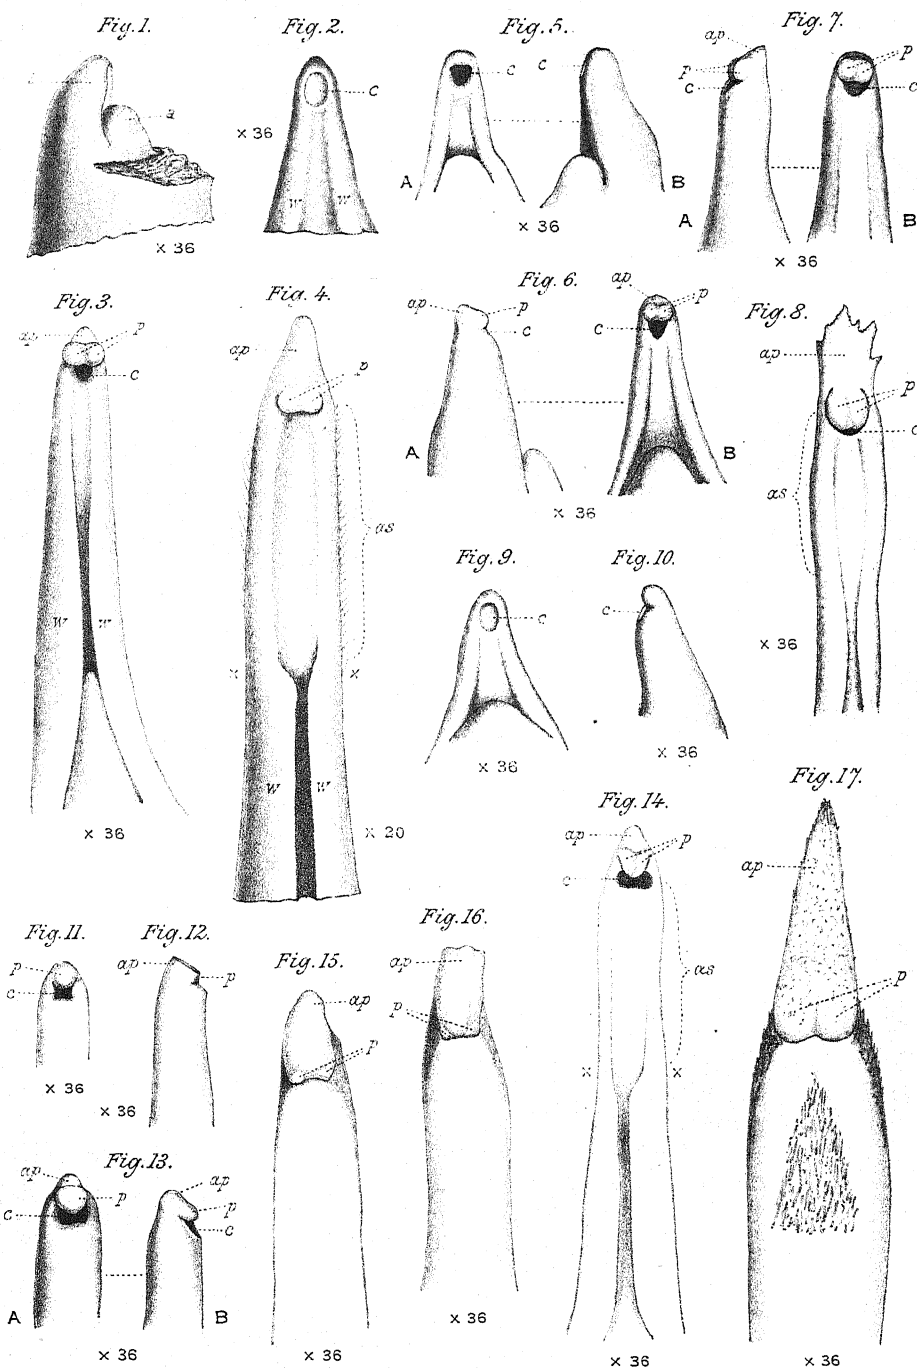 Fig. 1.
l
a
x 36
Fig. 2.
c
x 36
w w
Fig. 5.
c c
A B
x 36
Fig. 7.
ap
p p
c c
A B
x 36
Fig. 3.
ap p
c
w w
x 36
Fig. 4.
ap
p
as
x x
w w
x 20
Fig. 6.
ap p c
ap p c
A B
x 36
Fig. 8.
ap
p
c
as
x 36
Fig. 9.
c
x 36
Fig. 10.
c
x 36
Fig. 11.
p
c
x 36
Fig. 12.
ap
p
x 36
Fig. 13.
ap p c
ap p c
A B
x 36
Fig. 15.
ap
p
x 36
Fig. 16.
ap
p
x 36
Fig. 14.
ap
p
c
as
x x
x 36
Fig. 17.
ap
p
x 36